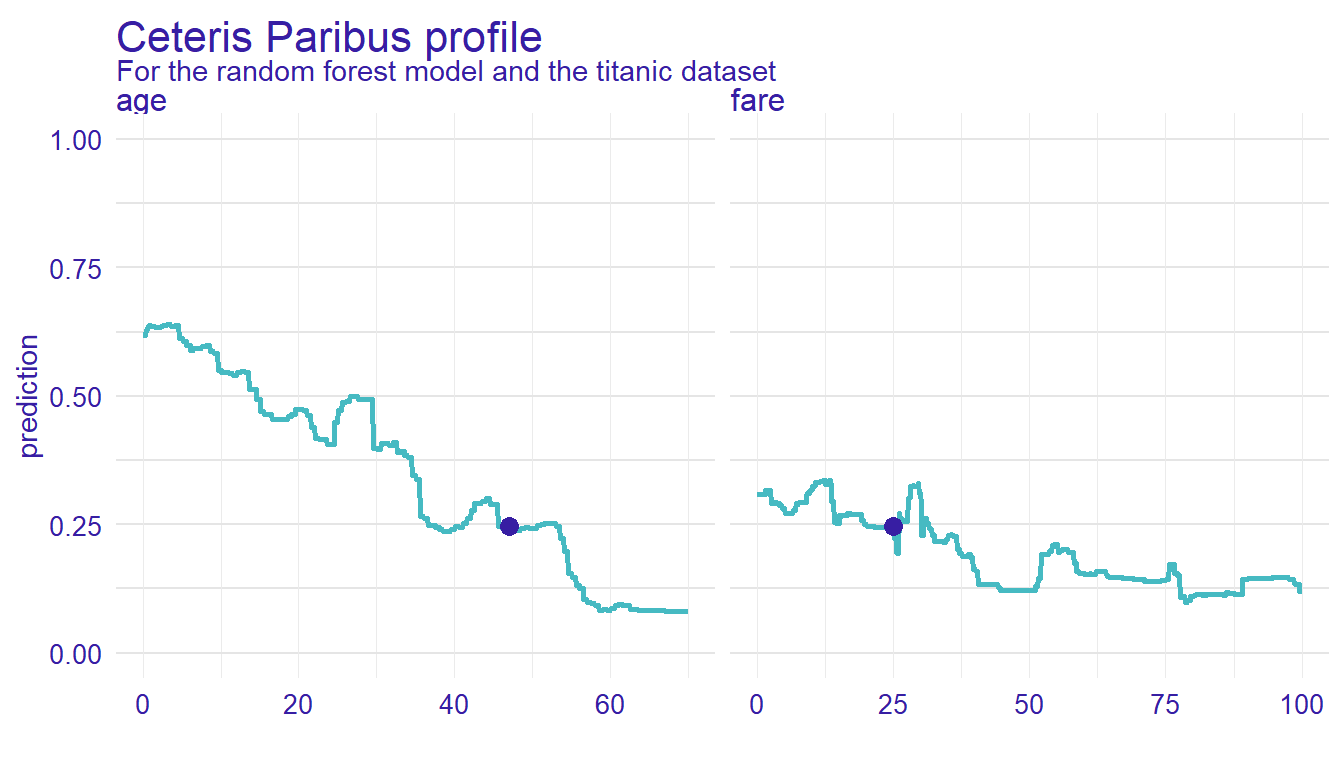 Ceteris Paribus profile
For the random forest model and the titanic dataset
age
fare
prediction
1.00
0.75
0.50
0.25
0.00
0 20 40 60
0 25 50 75 100